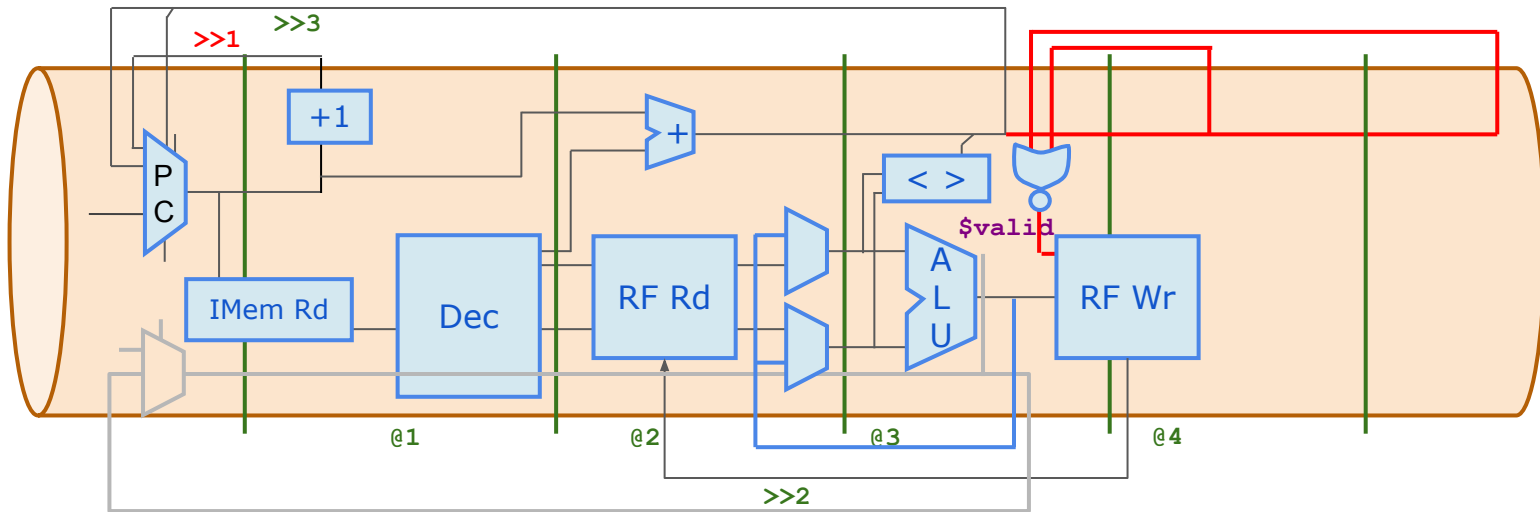 >>3
>>1
+1
+
P
C
< >
$valid
A
L
U
IMem Rd
Dec
RF Rd
RF Wr
@1
@2
@3
@4
>>2